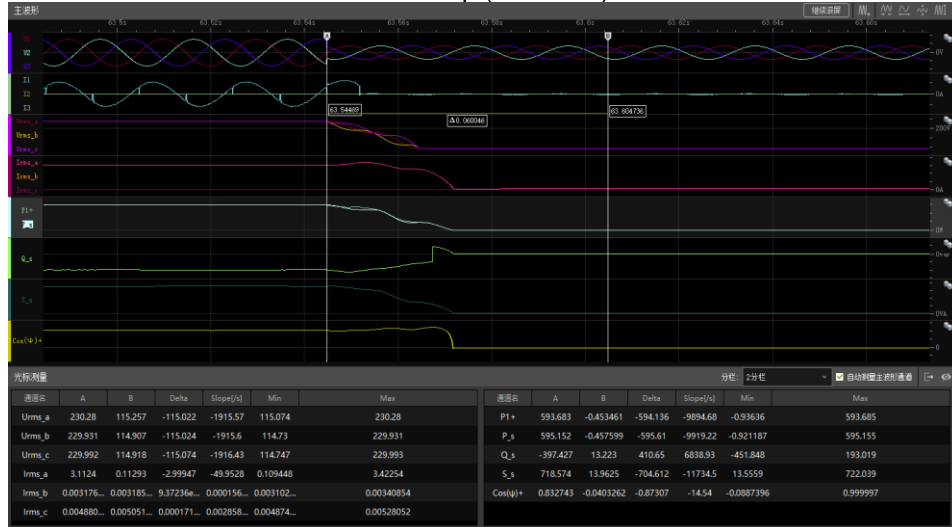 主波形
继续滚屏
63.5s 63.52s 63.54s 63.56s 63.58s 63.6s 63.62s 63.64s 63.66s
A B
V1
V2
V3
0V
I1
I2
I3
0A
63.54469
Δ0.060046
63.604736
Urms_a
Urms_b
Urms_c
200V
Irms_a
Irms_b
Irms_c
0A
P1+
0W
Q_s
0var
S_s
0VA
Cos(ψ)+
0
光标测量
分栏: 2分栏
自动测量主波形通道
通道名 A B Delta Slope[/s] Min Max
Urms_a 230.28 115.257 -115.022 -1915.57 115.074 230.28
Urms_b 229.931 114.907 -115.024 -1915.6 114.73 229.931
Urms_c 229.992 114.918 -115.074 -1916.43 114.747 229.993
Irms_a 3.1124 0.11293 -2.99947 -49.9528 0.109448 3.42254
Irms_b 0.003176... 0.003185... 9.37236e... 0.000156... 0.003102... 0.00340854
Irms_c 0.004880... 0.005051... 0.000171... 0.002858... 0.004874... 0.00528052
通道名 A B Delta Slope[/s] Min Max
P1+ 593.683 -0.453461 -594.136 -9894.68 -0.93636 593.685
P_s 595.152 -0.457599 -595.61 -9919.22 -0.921187 595.155
Q_s -397.427 13.223 410.65 6838.93 -451.848 193.019
S_s 718.574 13.9625 -704.612 -11734.5 13.5559 722.039
Cos(ψ)+ 0.832743 -0.0403262 -0.87307 -14.54 -0.0887396 0.999997